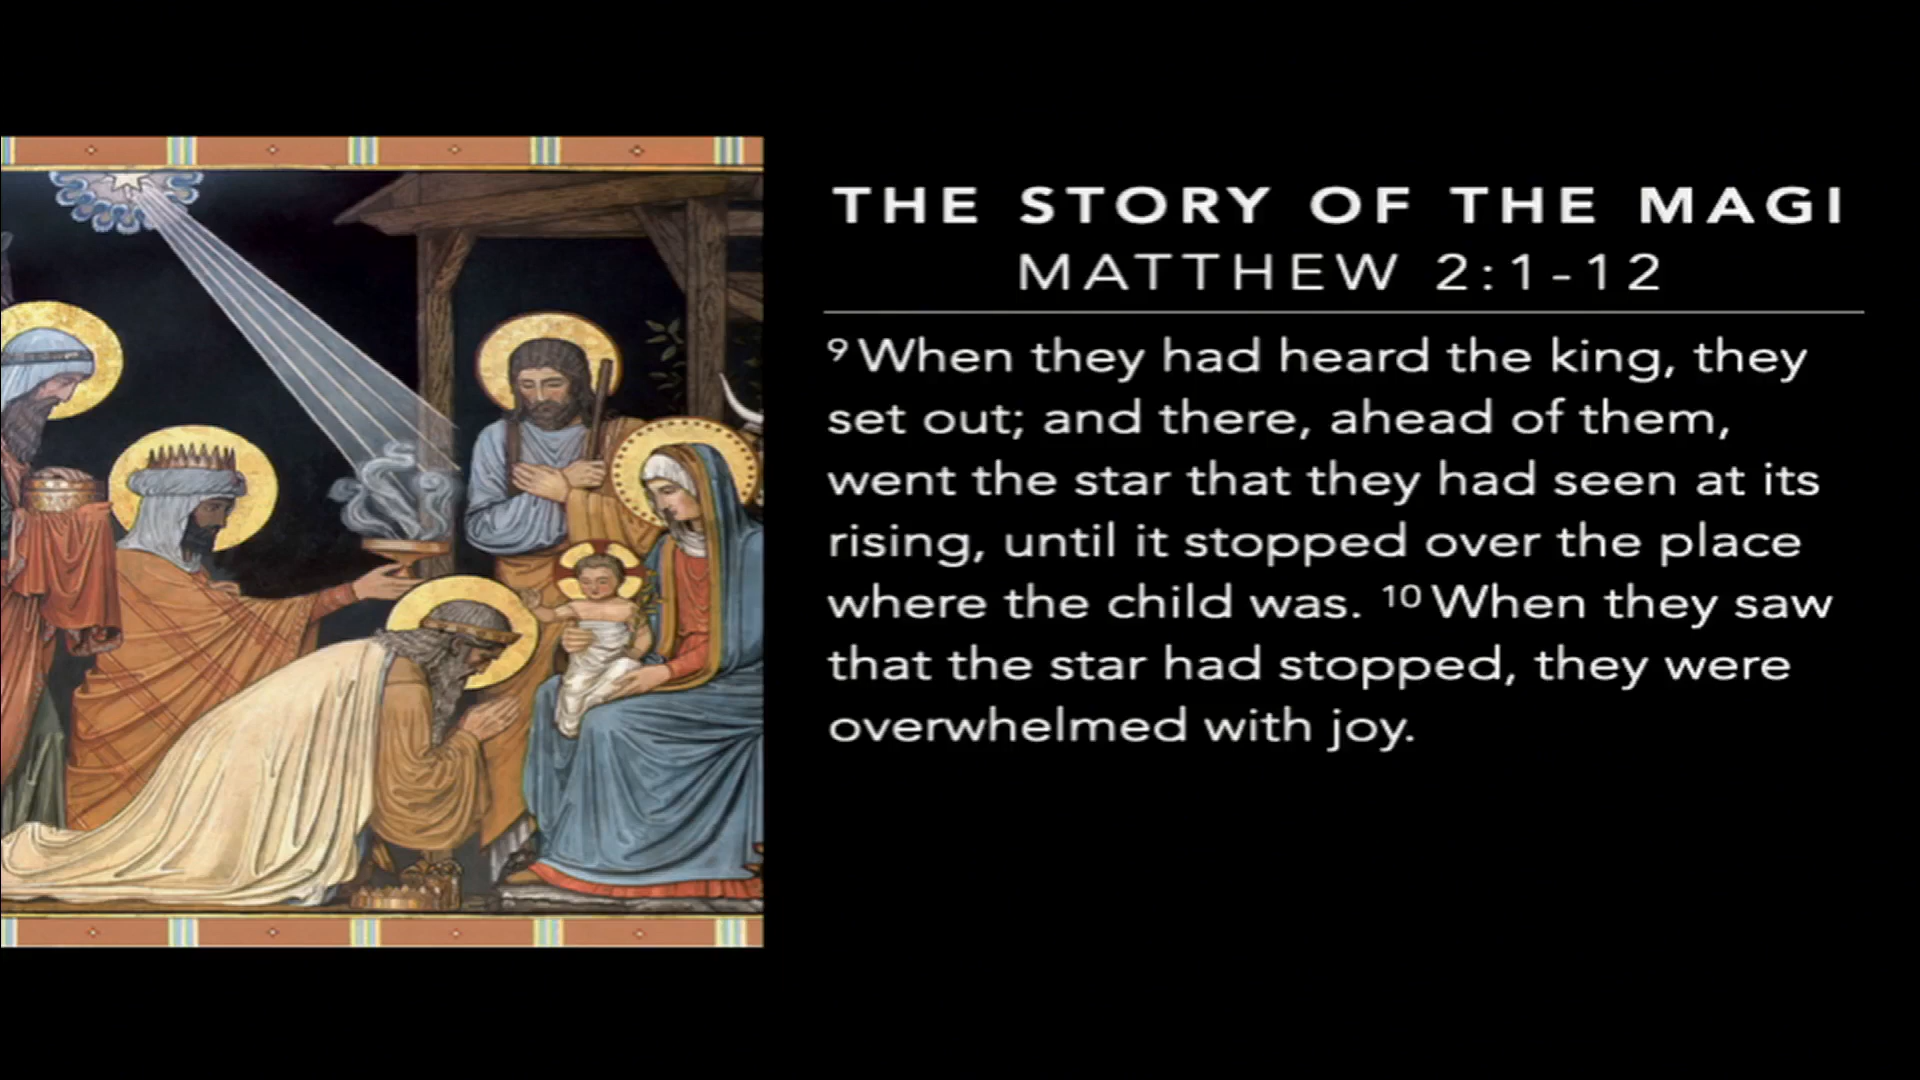 THE STORY OF THE MAGI
MATTHEW 2:1-12
⁹ When they had heard the king, they
set out; and there, ahead of them,
went the star that they had seen at its
rising, until it stopped over the place
where the child was. ¹⁰ When they saw
that the star had stopped, they were
overwhelmed with joy.